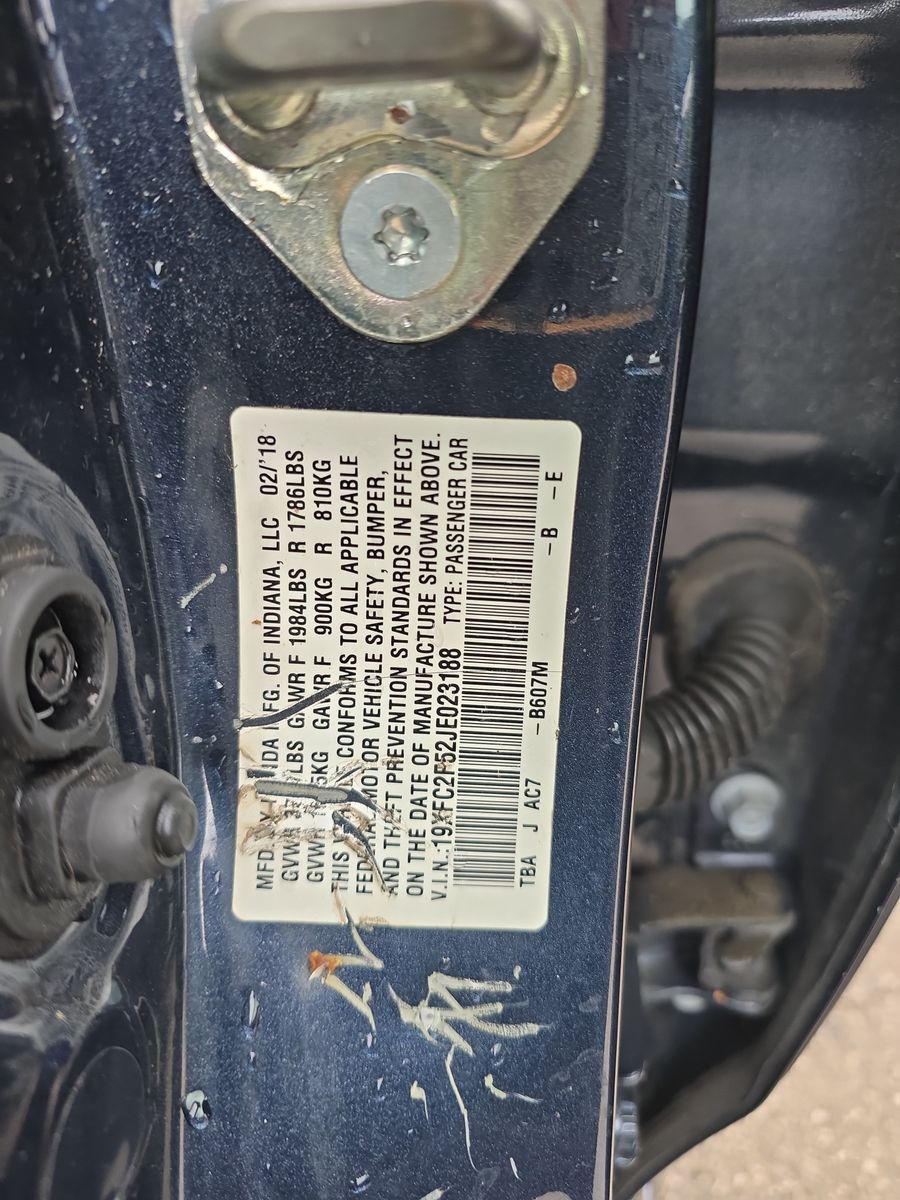 MFD. BY HONDA MFG. OF INDIANA, LLC 02/'18
GVWR LBS GAWR F 1984LBS R 1786LBS
GVWR KG GAWR F 900KG R 810KG
THIS CONFORMS TO ALL APPLICABLE
FEDERAL MOTOR VEHICLE SAFETY, BUMPER,
AND THEFT PREVENTION STANDARDS IN EFFECT
ON THE DATE OF MANUFACTURE SHOWN ABOVE.
V.I.N.: 19XFC2F52JE023188 TYPE: PASSENGER CAR
TBA J AC7 -B607M -B -E